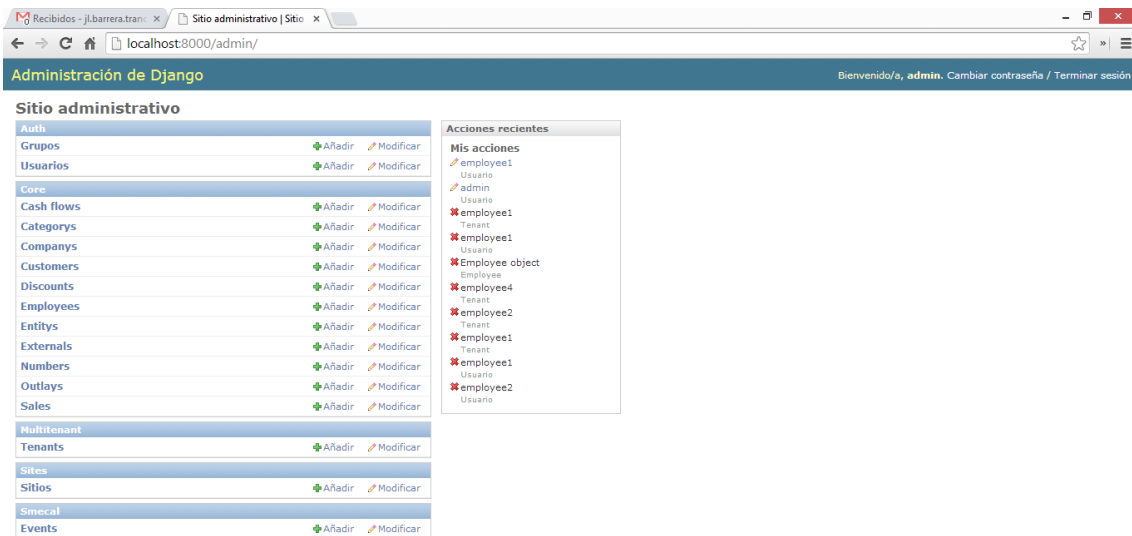 Recibidos - jl.barrera.tranc
Sitio administrativo | Sitio
localhost:8000/admin/
Administración de Django
Bienvenido/a, admin. Cambiar contraseña / Terminar sesión
Sitio administrativo
Auth
Grupos Añadir Modificar
Usuarios Añadir Modificar
Core
Cash flows Añadir Modificar
Categorys Añadir Modificar
Companys Añadir Modificar
Customers Añadir Modificar
Discounts Añadir Modificar
Employees Añadir Modificar
Entitys Añadir Modificar
Externals Añadir Modificar
Numbers Añadir Modificar
Outlays Añadir Modificar
Sales Añadir Modificar
Multitenant
Tenants Añadir Modificar
Sites
Sitios Añadir Modificar
Smecal
Events Añadir Modificar
Acciones recientes
Mis acciones
employee1
Usuario
admin
Usuario
employee1
Tenant
employee1
Usuario
Employee object
Employee
employee4
Tenant
employee2
Tenant
employee1
Tenant
employee1
Usuario
employee2
Usuario